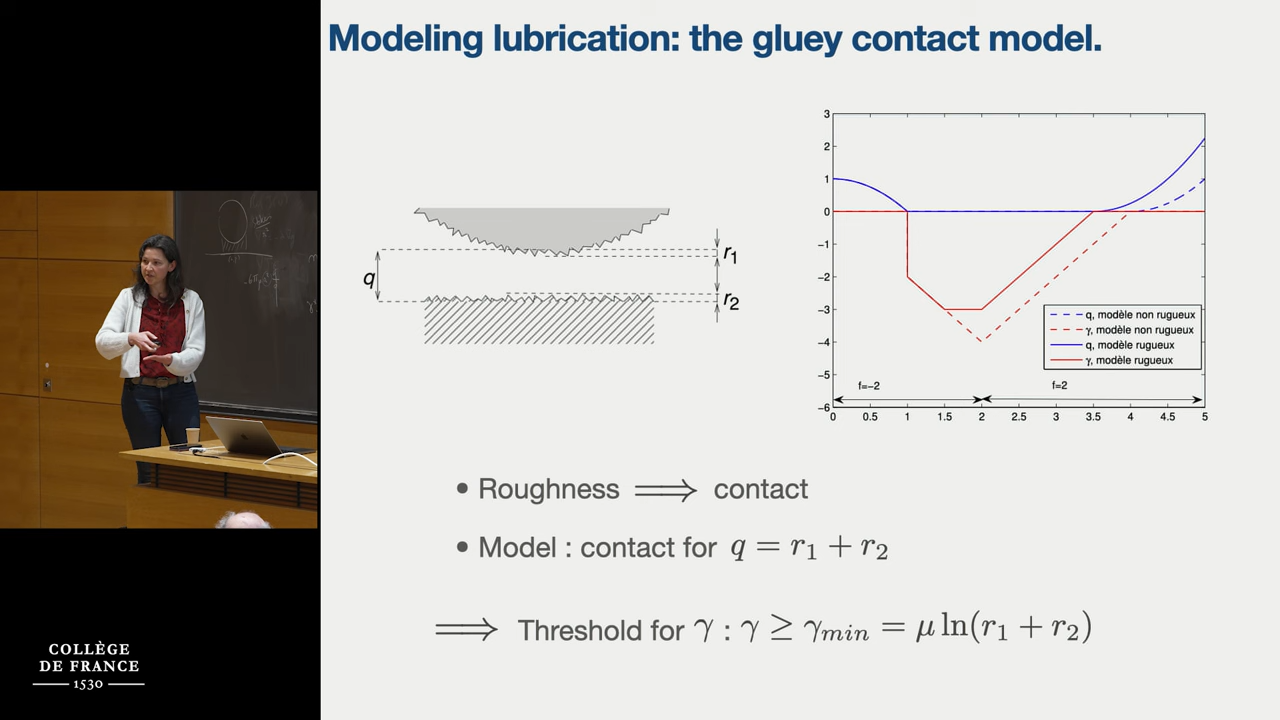 Modeling lubrication: the gluey contact model.
q
r1
r2
3
2
1
0
−1
−2
−3
−4
−5
−6
0 0.5 1 1.5 2 2.5 3 3.5 4 4.5 5
f=−2
f=2
q, modèle non rugueux
γ, modèle non rugueux
q, modèle rugueux
γ, modèle rugueux
• Roughness ⟹ contact
• Model : contact for q = r₁ + r₂
⟹ Threshold for γ : γ ≥ γmin = μ ln(r₁ + r₂)
COLLÈGE
DE FRANCE
1530